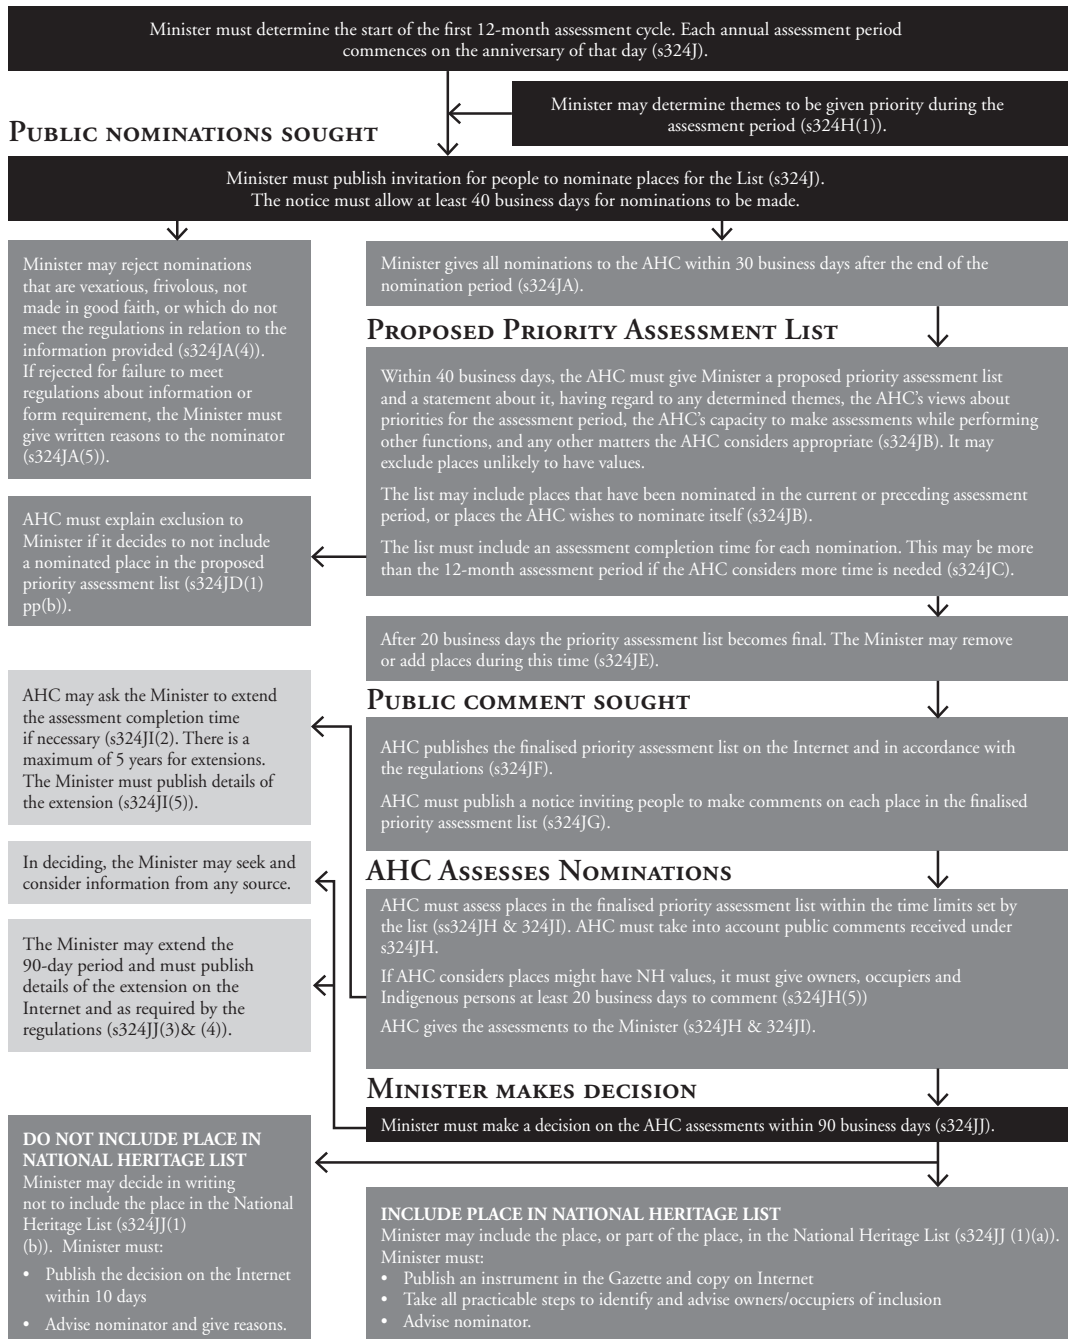 Minister must determine the start of the first 12-month assessment cycle. Each annual assessment period
commences on the anniversary of that day (s324J).
Minister may determine themes to be given priority during the
assessment period (s324H(1)).
Public nominations sought
Minister must publish invitation for people to nominate places for the List (s324J).
The notice must allow at least 40 business days for nominations to be made.
Minister may reject nominations
that are vexatious, frivolous, not
made in good faith, or which do not
meet the regulations in relation to the
information provided (s324JA(4)).
If rejected for failure to meet
regulations about information or
form requirement, the Minister must
give written reasons to the nominator
(s324JA(5)).
Minister gives all nominations to the AHC within 30 business days after the end of the
nomination period (s324JA).
Proposed Priority Assessment List
Within 40 business days, the AHC must give Minister a proposed priority assessment list
and a statement about it, having regard to any determined themes, the AHC's views about
priorities for the assessment period, the AHC's capacity to make assessments while performing
other functions, and any other matters the AHC considers appropriate (s324JB). It may
exclude places unlikely to have values.
The list may include places that have been nominated in the current or preceding assessment
period, or places the AHC wishes to nominate itself (s324JB).
The list must include an assessment completion time for each nomination. This may be more
than the 12-month assessment period if the AHC considers more time is needed (s324JC).
AHC must explain exclusion to
Minister if it decides to not include
a nominated place in the proposed
priority assessment list (s324JD(1)
pp(b)).
After 20 business days the priority assessment list becomes final. The Minister may remove
or add places during this time (s324JE).
Public comment sought
AHC publishes the finalised priority assessment list on the Internet and in accordance with
the regulations (s324JF).
AHC must publish a notice inviting people to make comments on each place in the finalised
priority assessment list (s324JG).
AHC may ask the Minister to extend
the assessment completion time
if necessary (s324JI(2). There is a
maximum of 5 years for extensions.
The Minister must publish details of
the extension (s324JI(5)).
In deciding, the Minister may seek and
consider information from any source.
The Minister may extend the
90-day period and must publish
details of the extension on the
Internet and as required by the
regulations (s324JJ(3)& (4)).
AHC Assesses Nominations
AHC must assess places in the finalised priority assessment list within the time limits set by
the list (ss324JH & 324JI). AHC must take into account public comments received under
s324JH.
If AHC considers places might have NH values, it must give owners, occupiers and
Indigenous persons at least 20 business days to comment (s324JH(5))
AHC gives the assessments to the Minister (s324JH & 324JI).
Minister makes decision
Minister must make a decision on the AHC assessments within 90 business days (s324JJ).
DO NOT INCLUDE PLACE IN
NATIONAL HERITAGE LIST
Minister may decide in writing
not to include the place in the National
Heritage List (s324JJ(1)
(b)). Minister must:
• Publish the decision on the Internet
within 10 days
• Advise nominator and give reasons.
INCLUDE PLACE IN NATIONAL HERITAGE LIST
Minister may include the place, or part of the place, in the National Heritage List (s324JJ (1)(a)).
Minister must:
• Publish an instrument in the Gazette and copy on Internet
• Take all practicable steps to identify and advise owners/occupiers of inclusion
• Advise nominator.